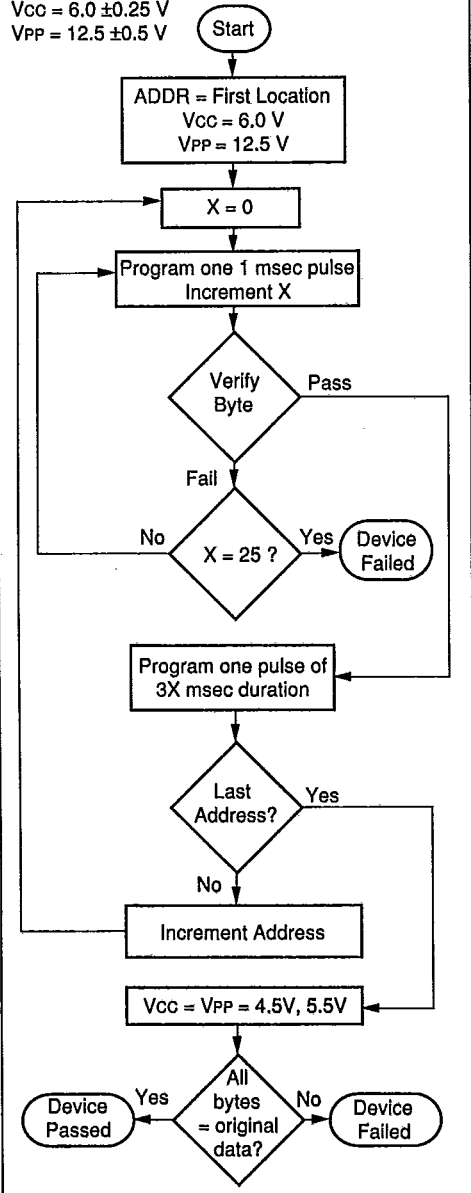 Vcc = 6.0 ±0.25 V
VPP = 12.5 ±0.5 V
Start
ADDR = First Location
Vcc = 6.0 V
VPP = 12.5 V
X = 0
Program one 1 msec pulse
Increment X
Verify
Byte
Pass
Fail
No
X = 25 ?
Yes
Device
Failed
Program one pulse of
3X msec duration
Last
Address?
Yes
No
Increment Address
Vcc = VPP = 4.5V, 5.5V
Device
Passed
Yes
All
bytes
= original
data?
No
Device
Failed